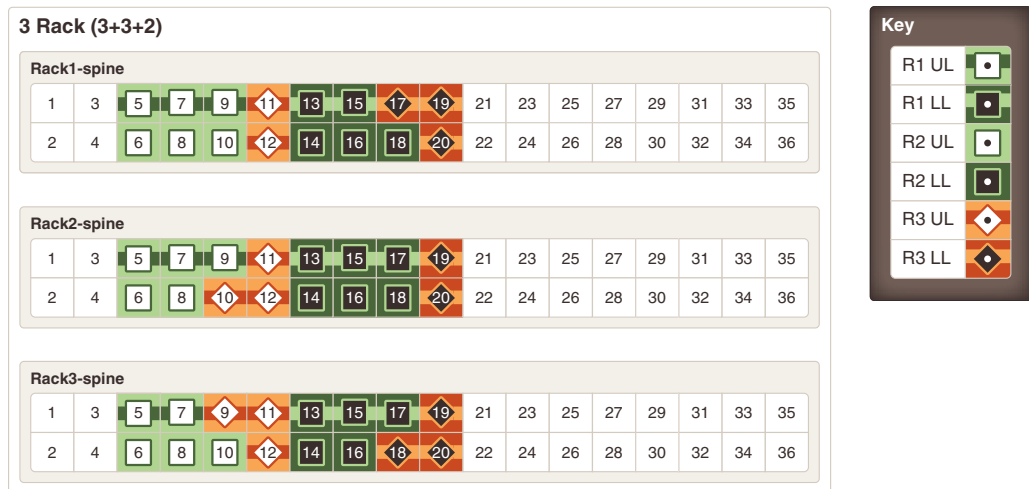 3 Rack (3+3+2)
Rack1-spine
1 3 5 7 9 11 13 15 17 19 21 23 25 27 29 31 33 35
2 4 6 8 10 12 14 16 18 20 22 24 26 28 30 32 34 36
Rack2-spine
1 3 5 7 9 11 13 15 17 19 21 23 25 27 29 31 33 35
2 4 6 8 10 12 14 16 18 20 22 24 26 28 30 32 34 36
Rack3-spine
1 3 5 7 9 11 13 15 17 19 21 23 25 27 29 31 33 35
2 4 6 8 10 12 14 16 18 20 22 24 26 28 30 32 34 36
Key
R1 UL
R1 LL
R2 UL
R2 LL
R3 UL
R3 LL